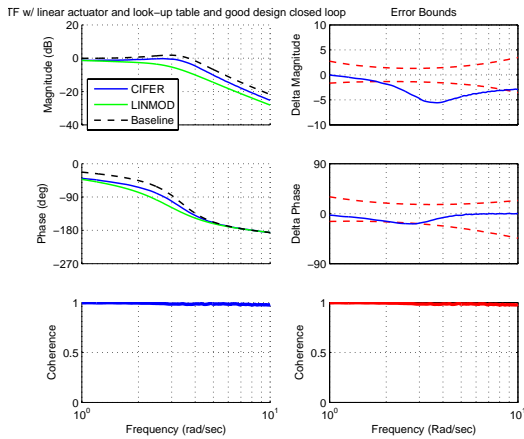 TF w/ linear actuator and look−up table and good design closed loop
Error Bounds
Magnitude (dB)
20
0
−20
−40
CIFER
LINMOD
Baseline
Delta Magnitude
10
5
0
−5
−10
Phase (deg)
0
−90
−180
−270
Delta Phase
90
0
−90
Coherence
1
0.5
0
10^0
10^1
Frequency (rad/sec)
Coherence
1
0.5
0
10^0
10^1
Frequency (Rad/sec)